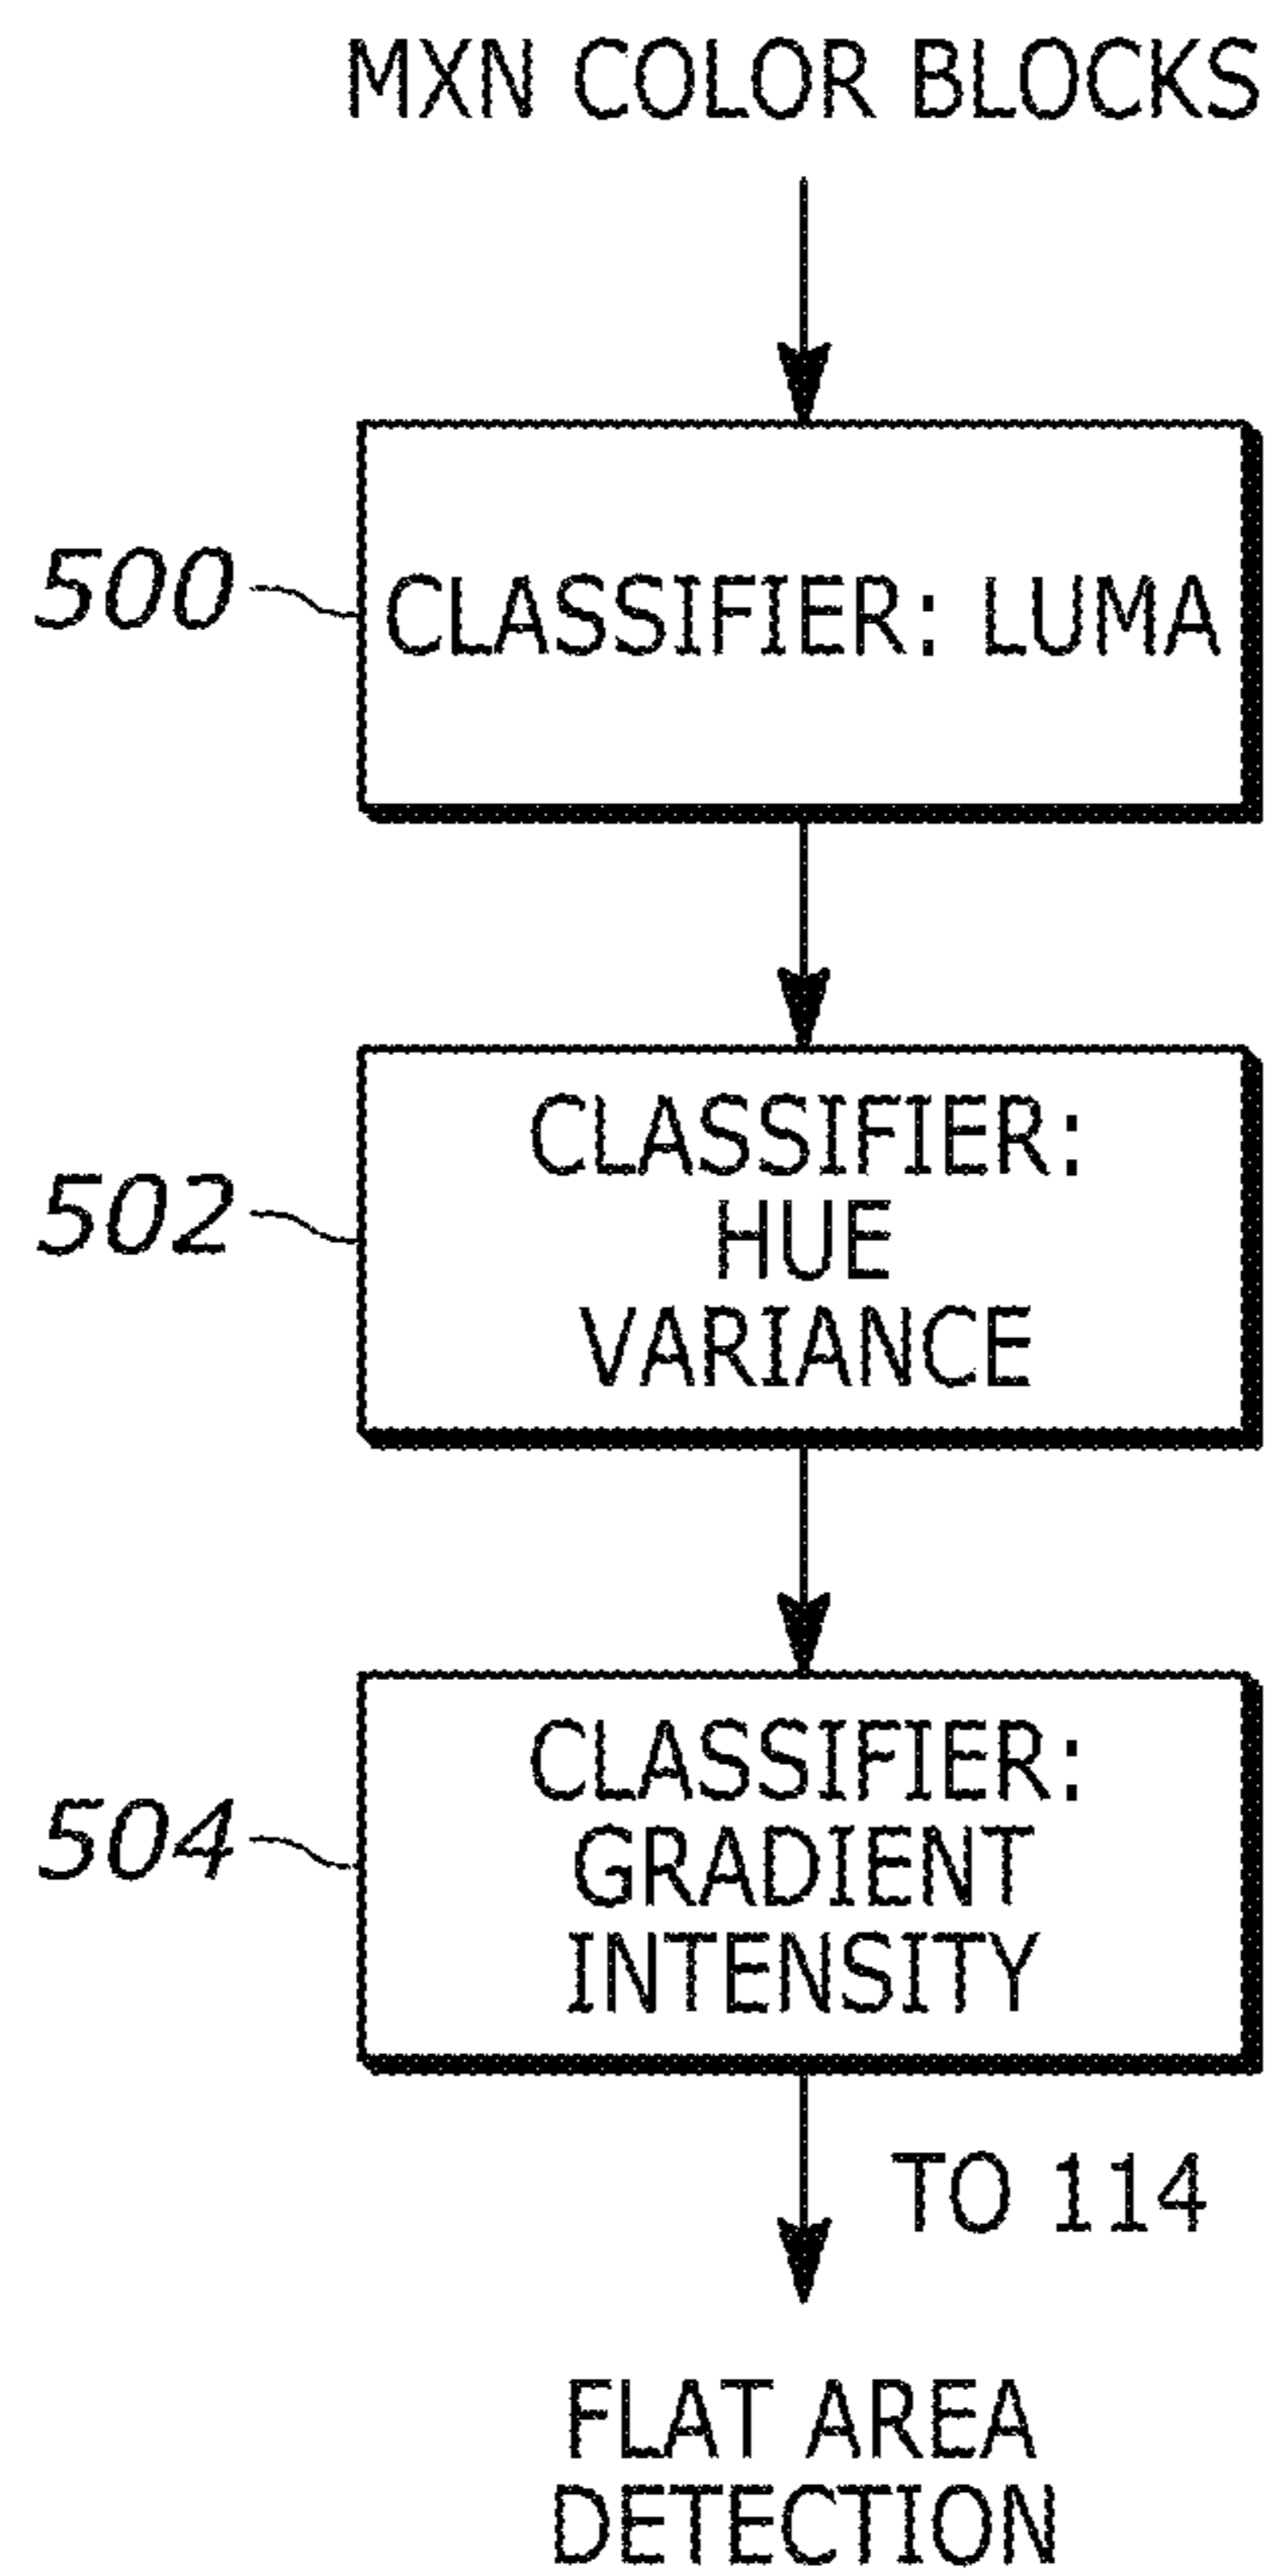 MXN COLOR BLOCKS
500
CLASSIFIER: LUMA
502
CLASSIFIER:
HUE
VARIANCE
504
CLASSIFIER:
GRADIENT
INTENSITY
TO 114
FLAT AREA
DETECTION